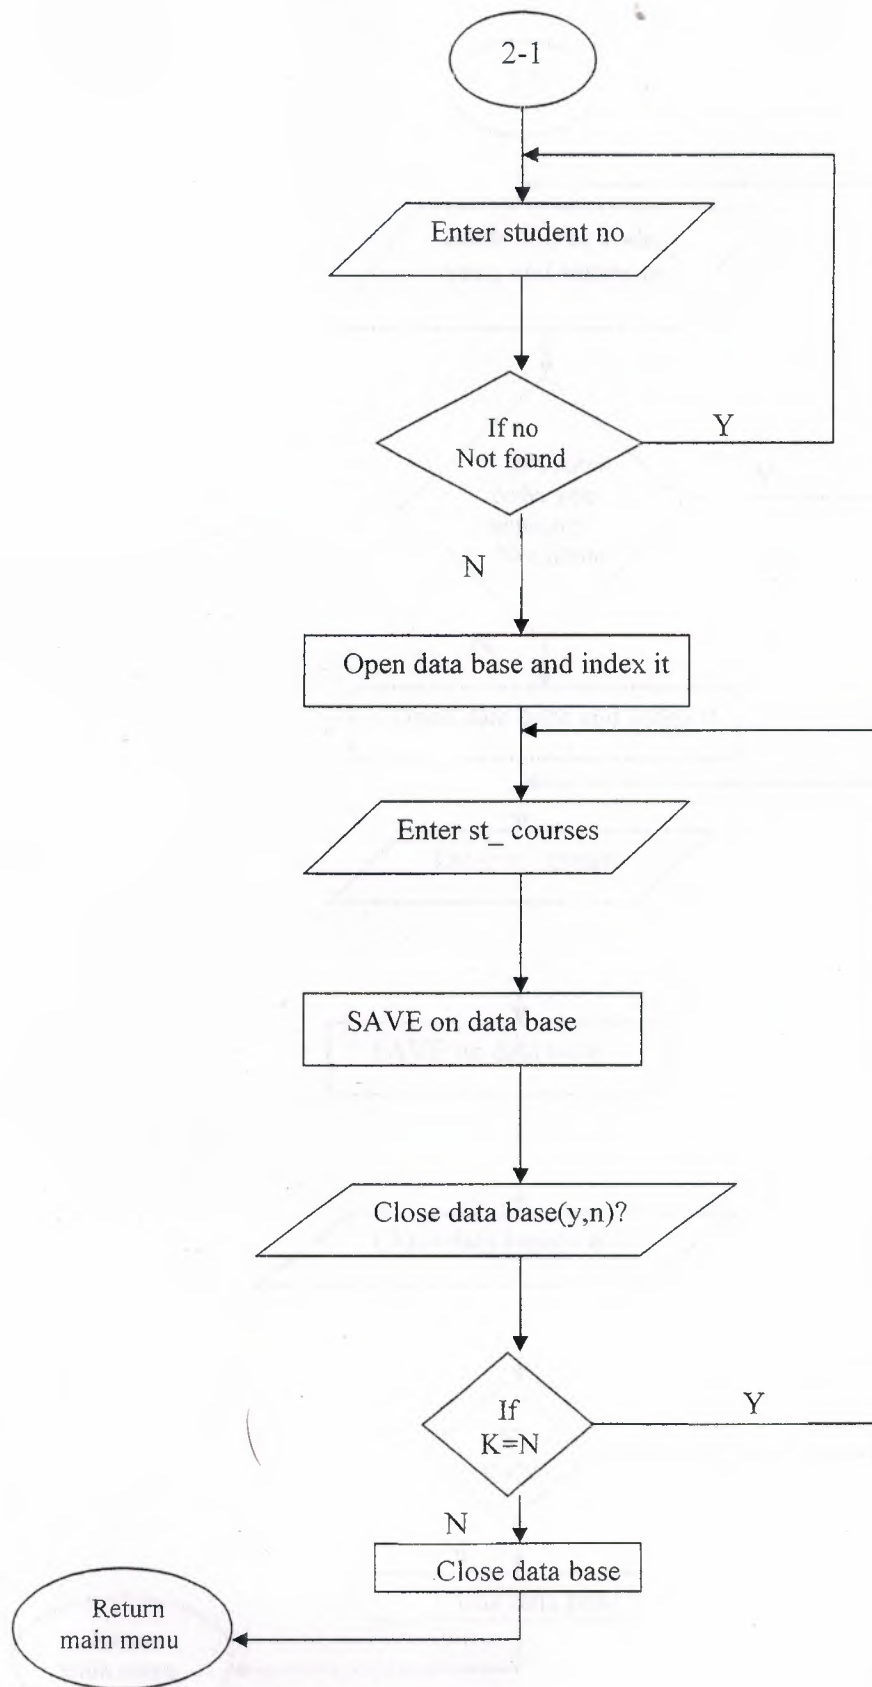 2-1
Enter student no
If no
Not found
Y
N
Open data base and index it
Enter st_ courses
SAVE on data base
Close data base(y,n)?
If
K=N
Y
N
Close data base
Return
main menu